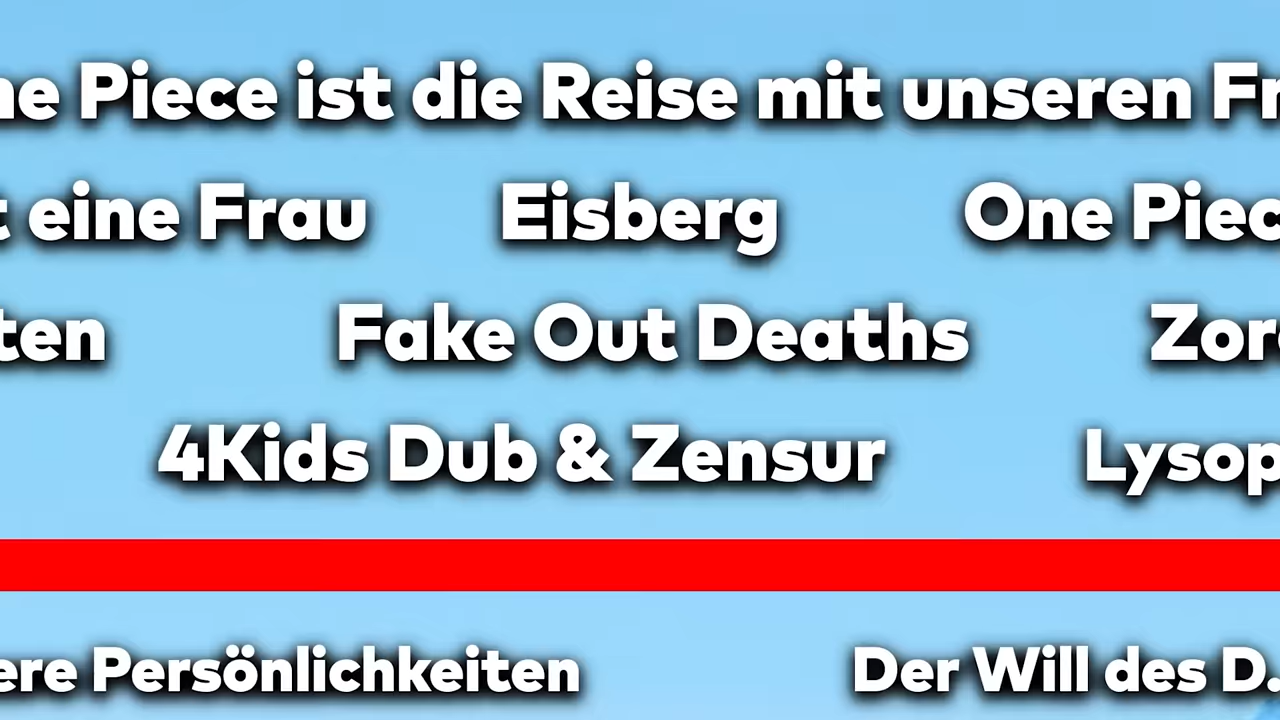 ne Piece ist die Reise mit unseren Fr
t eine Frau Eisberg One Piec
ten Fake Out Deaths Zor
4Kids Dub & Zensur Lysop
ere Persönlichkeiten Der Will des D.